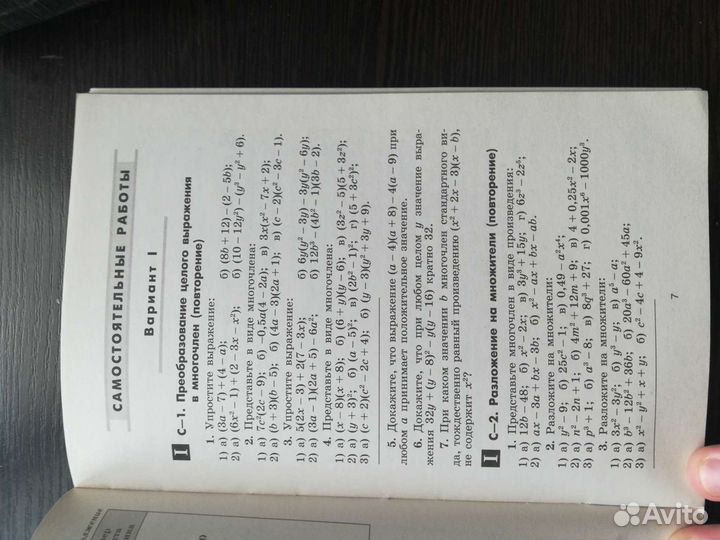 САМОСТОЯТЕЛЬНЫЕ РАБОТЫ
Вариант I
I С–1. Преобразование целого выражения
в многочлен (повторение)
1. Упростите выражение:
1) а) (3a − 7) + (4 − a); б) (8b + 12) − (2 − 5b);
2) а) (6x² − 1) + (2 − 3x − x²); б) (10 − 12y²) − (y³ − y² + 6).
2. Представьте в виде многочлена:
1) а) 7c²(2c − 9); б) −0,5a(4 − 2a); в) 3x(x² − 7x + 2);
2) а) (b + 3)(b − 5); б) (4a − 3)(2a + 1); в) (c − 2)(c² − 3c − 1).
3. Упростите выражение:
1) а) 5(2x − 3) + 2(7 − 3x); б) 6y(y² − 3y) − 3y(y² − 6y);
2) а) (3a − 1)(2a + 5) − 6a²; б) 12b³ − (4b² − 1)(3b − 2).
4. Представьте в виде многочлена:
1) а) (x − 8)(x + 8); б) (6 + y)(y − 6); в) (3z² − 5)(5 + 3z²);
2) а) (y + 3)²; б) (a − 5)²; в) (2b² − 1)²; г) (5 + 3c²)²;
3) а) (c + 2)(c² − 2c + 4); б) (y − 3)(y² + 3y + 9).
5. Докажите, что выражение (a − 4)(a + 8) − 4(a − 9) при
любом a принимает положительное значение.
6. Докажите, что при любом целом y значение выра-
жения 32y + (y − 8)² − y(y − 16) кратно 32.
7. При каком значении b многочлен стандартного ви-
да, тождественно равный произведению (x² + 2x − 3)(x − b),
не содержит x²?
I С–2. Разложение на множители (повторение)
1. Представьте многочлен в виде произведения:
1) а) 12b − 48; б) x² − 2x; в) 3y³ + 15y; г) 6z³ − 2z⁴;
2) а) ax − 3a + bx − 3b; б) x² − ax + bx − ab.
2. Разложите на множители:
1) а) y² − 9; б) 25c² − 1; в) 0,49 − a²x⁴;
2) а) n² − 2n + 1; б) 4m² + 12m + 9; в) 4 + 0,25x² − 2x;
3) а) p³ + 1; б) a³ − 8; в) 8q³ + 27; г) 0,001x⁶ − 1000y³.
3. Разложите на множители:
1) а) 3x² − 3y²; б) y³ − y; в) a⁵ − a;
2) а) b³ − 12b² + 36b; б) 20a³ − 60a² + 45a;
3) а) x² − y² + x + y; б) c² − 4c + 4 − 9x².
7
Avito